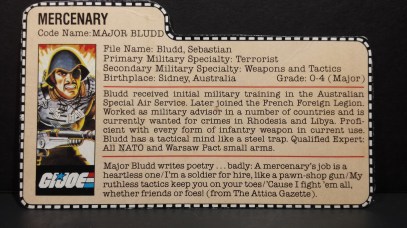 MERCENARY
Code Name: MAJOR BLUDD
File Name: Bludd, Sebastian
Primary Military Specialty: Terrorist
Secondary Military Specialty: Weapons and Tactics
Birthplace: Sidney, Australia Grade: O-4 (Major)
Bludd received initial military training in the Australian
Special Air Service. Later joined the French Foreign Legion.
Worked as military advisor in a number of countries and is
currently wanted for crimes in Rhodesia and Libya. Profi-
cient with every form of infantry weapon in current use.
Bludd has a tactical mind like a steel trap. Qualified Expert:
All NATO and Warsaw Pact small arms.
Major Bludd writes poetry . . . badly: A mercenary's job is a
heartless one/I'm a soldier for hire, like a pawn-shop gun/My
ruthless tactics keep you on your toes/'Cause I fight 'em all,
whether friends or foes! (from The Attica Gazette).
GI JOE